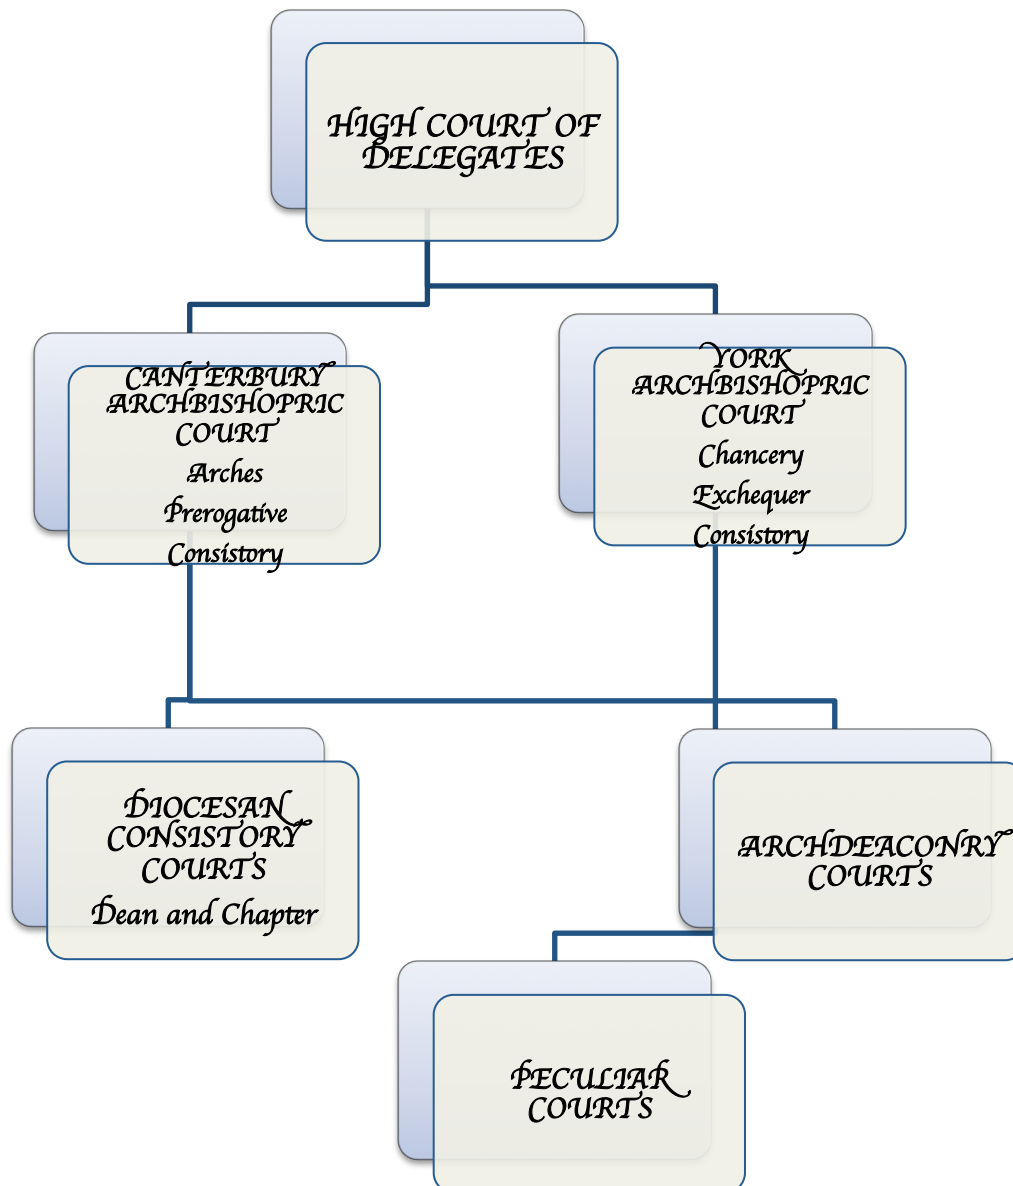 HIGH COURT OF
DELEGATES
CANTERBURY
ARCHBISHOPRIC
COURT
Arches
Prerogative
Consistory
YORK
ARCHBISHOPRIC
COURT
Chancery
Exchequer
Consistory
DIOCESAN
CONSISTORY
COURTS
Dean and Chapter
ARCHDEACONRY
COURTS
PECULIAR
COURTS